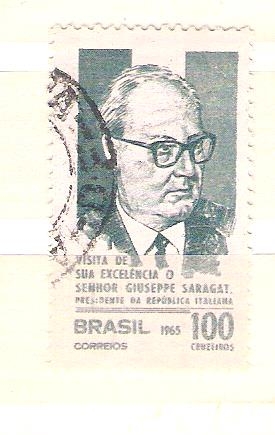 VISITA DE
SUA EXCELÊNCIA O
SENHOR GIUSEPPE SARAGAT,
PRESIDENTE DA REPÚBLICA ITALIANA
BRASIL 1965 100
CORREIOS CRUZEIROS